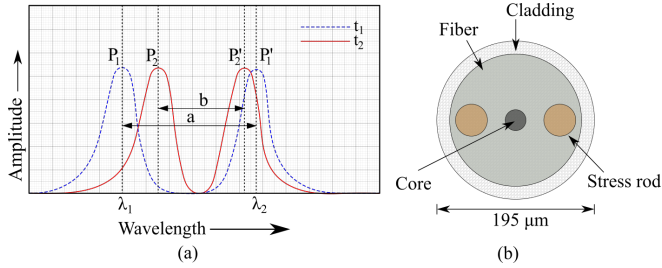 t₁
t₂
P₁ P₂ P₂' P₁'
b
a
Amplitude
λ₁ λ₂
Wavelength
(a)
Cladding
Fiber
Core
Stress rod
195 μm
(b)